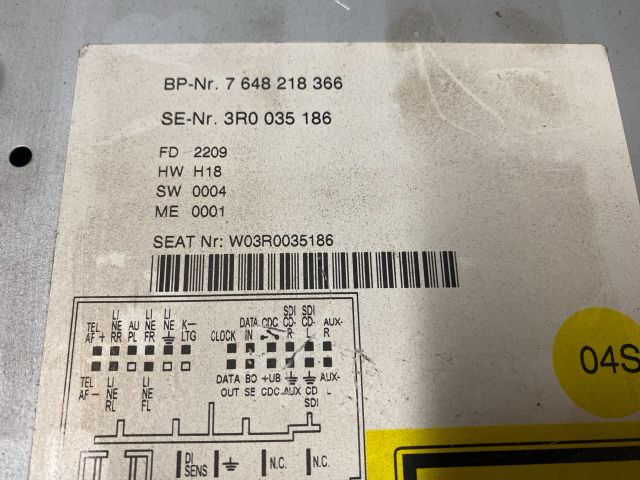 BP-Nr. 7 648 218 366
SE-Nr. 3R0 035 186
FD 2209
HW H18
SW 0004
ME 0001
SEAT Nr: W03R0035186
TEL AF + LI NE RR AU PL LI NE FR LI NE K— LTG
CLOCK DATA IN CDC SDI CD- R SDI CD- L AUX- R
TEL AF — LI NE RL LI NE FL
DATA OUT BO SE +UB CDC-AUX CD SDI AUX- L
04S
DI SENS N.C. N.C.